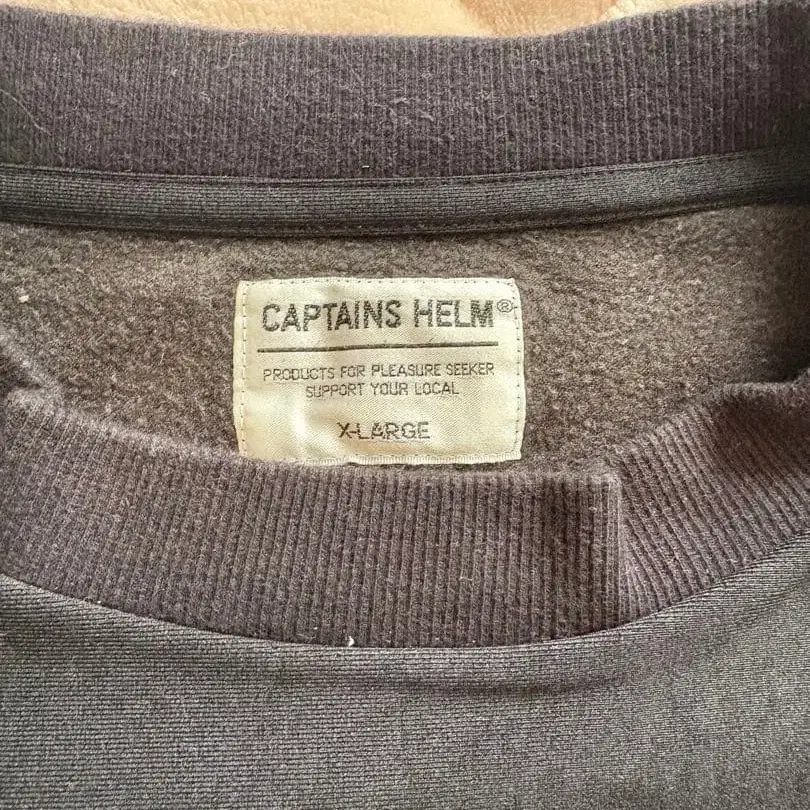 CAPTAINS HELM®
PRODUCTS FOR PLEASURE SEEKER
SUPPORT YOUR LOCAL
X-LARGE